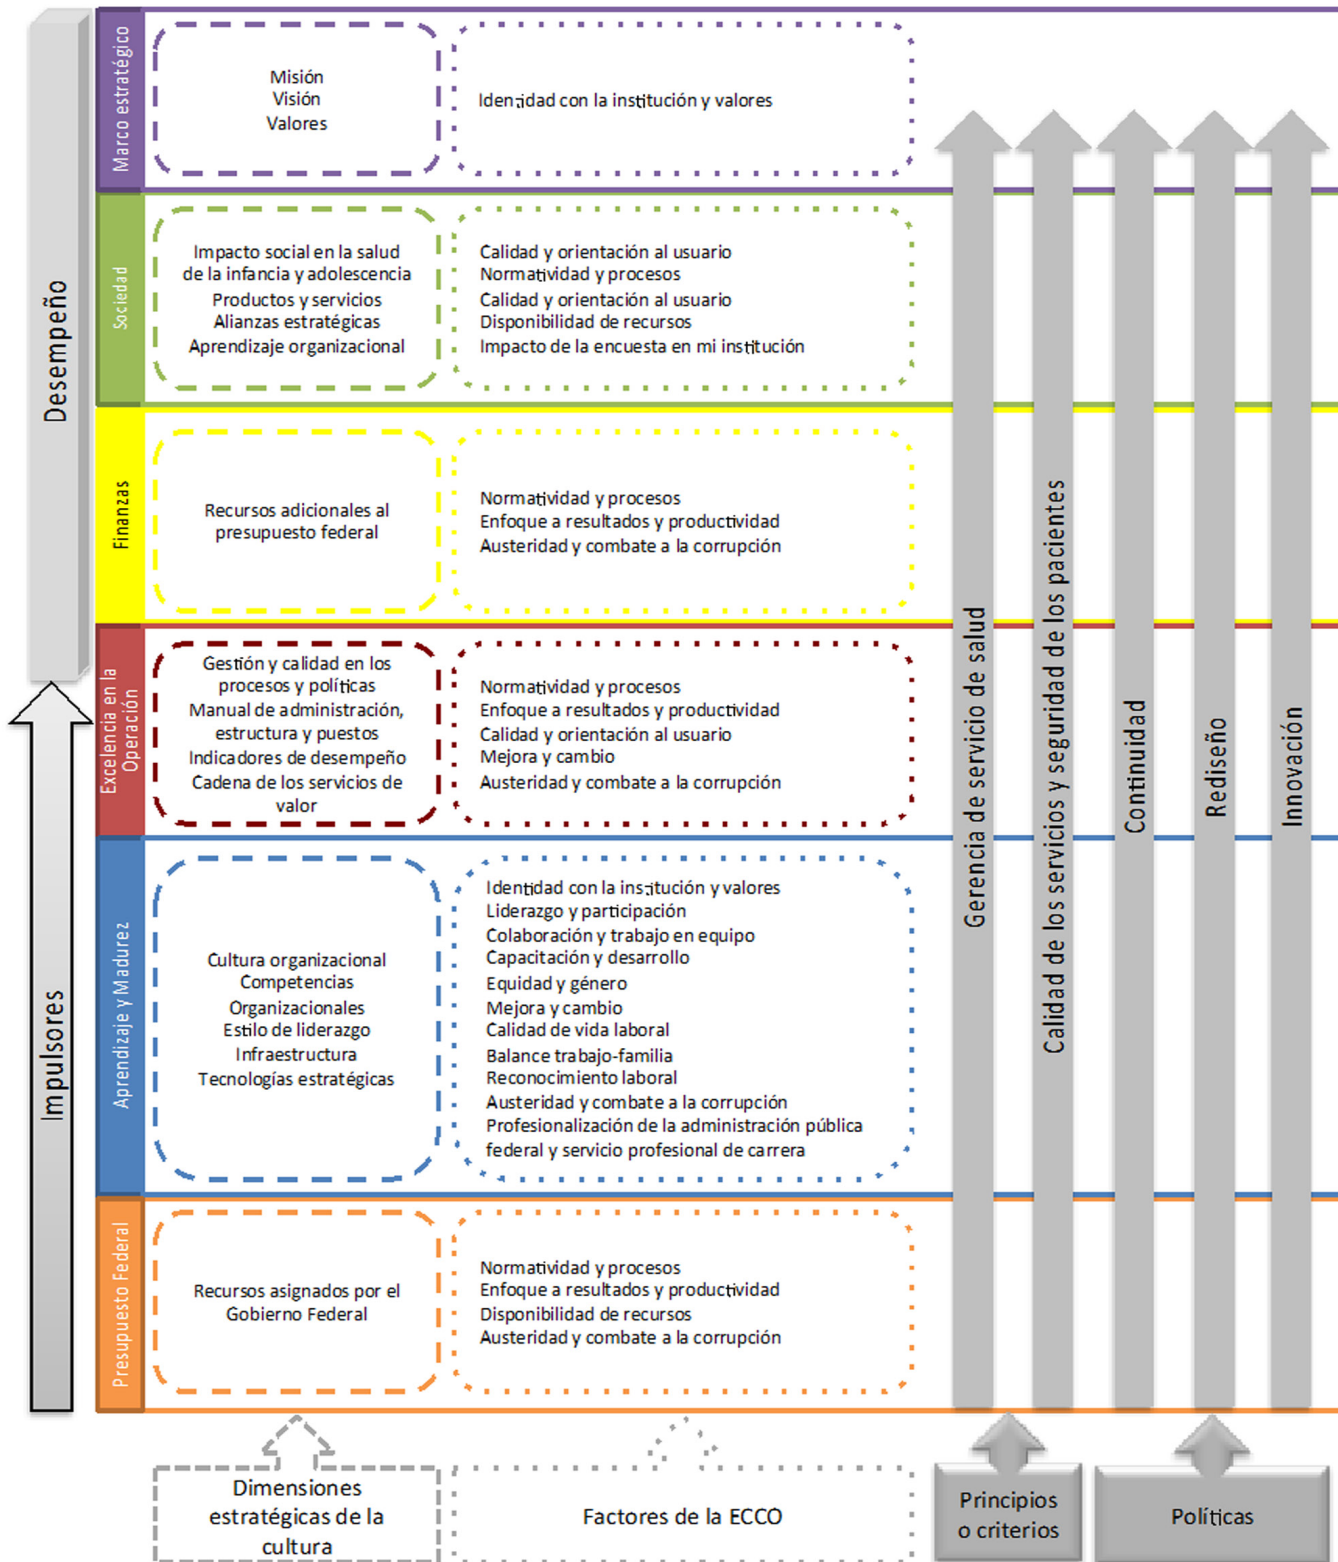 Desempeño
Impulsores
Marco estratégico
Misión
Visión
Valores
Identidad con la institución y valores
Sociedad
Impacto social en la salud
de la infancia y adolescencia
Productos y servicios
Alianzas estratégicas
Aprendizaje organizacional
Calidad y orientación al usuario
Normatividad y procesos
Calidad y orientación al usuario
Disponibilidad de recursos
Impacto de la encuesta en mi institución
Finanzas
Recursos adicionales al
presupuesto federal
Normatividad y procesos
Enfoque a resultados y productividad
Austeridad y combate a la corrupción
Excelencia en la
Operación
Gestión y calidad en los
procesos y políticas
Manual de administración,
estructura y puestos
Indicadores de desempeño
Cadena de los servicios de
valor
Normatividad y procesos
Enfoque a resultados y productividad
Calidad y orientación al usuario
Mejora y cambio
Austeridad y combate a la corrupción
Aprendizaje y Madurez
Cultura organizacional
Competencias
Organizacionales
Estilo de liderazgo
Infraestructura
Tecnologías estratégicas
Identidad con la institución y valores
Liderazgo y participación
Colaboración y trabajo en equipo
Capacitación y desarrollo
Equidad y género
Mejora y cambio
Calidad de vida laboral
Balance trabajo-familia
Reconocimiento laboral
Austeridad y combate a la corrupción
Profesionalización de la administración pública
federal y servicio profesional de carrera
Presupuesto Federal
Recursos asignados por el
Gobierno Federal
Normatividad y procesos
Enfoque a resultados y productividad
Disponibilidad de recursos
Austeridad y combate a la corrupción
Gerencia de servicio de salud
Calidad de los servicios y seguridad de los pacientes
Continuidad
Rediseño
Innovación
Dimensiones
estratégicas de la
cultura
Factores de la ECCO
Principios
o criterios
Políticas